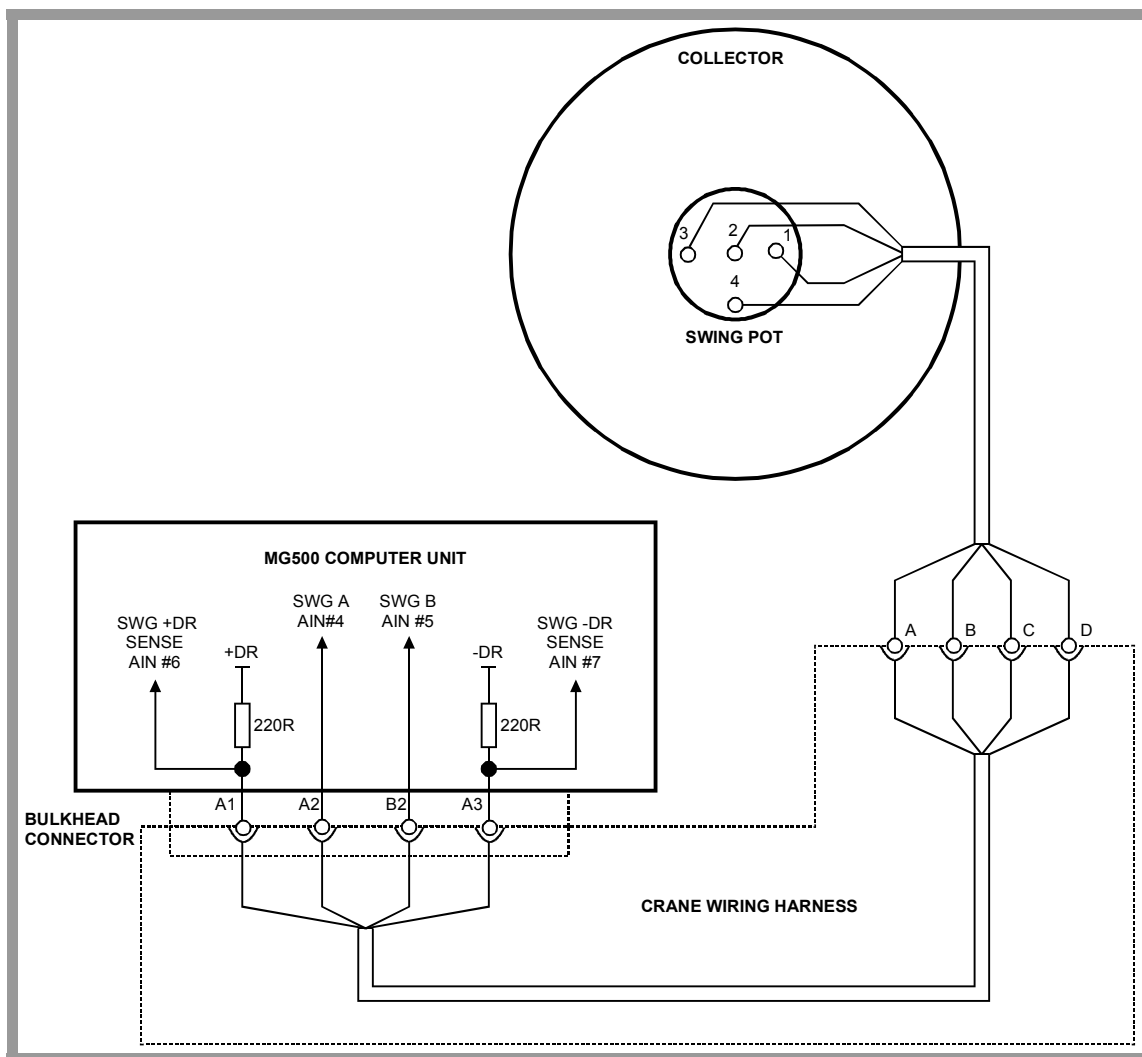 COLLECTOR
3
2
1
4
SWING POT
MG500 COMPUTER UNIT
SWG +DR
SENSE
AIN #6
+DR
220R
SWG A
AIN#4
SWG B
AIN #5
-DR
220R
SWG -DR
SENSE
AIN #7
A
B
C
D
A1
A2
B2
A3
BULKHEAD
CONNECTOR
CRANE WIRING HARNESS